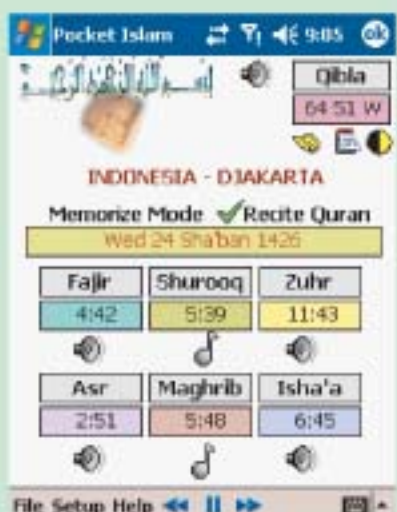 Pocket Islam 9:05 ok
Qibla
64 51 W
INDONESIA - DJAKARTA
Memorize Mode Recite Quran
Wed 24 Sha'ban 1426
Fajir Shurooq Zuhr
4:42 5:39 11:43
Asr Maghrib Isha'a
2:51 5:48 6:45
File Setup Help